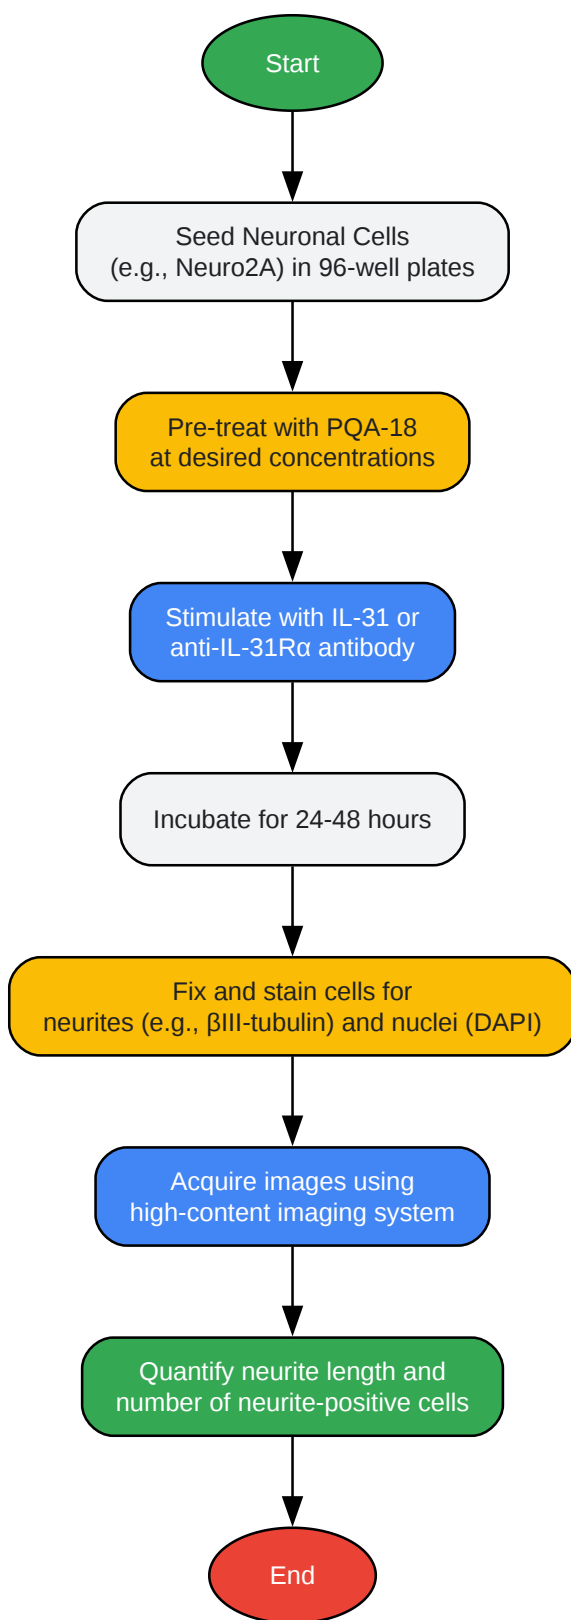 Start
Seed Neuronal Cells
(e.g., Neuro2A) in 96-well plates
Pre-treat with PQA-18
at desired concentrations
Stimulate with IL-31 or
anti-IL-31Rα antibody
Incubate for 24-48 hours
Fix and stain cells for
neurites (e.g., βIII-tubulin) and nuclei (DAPI)
Acquire images using
high-content imaging system
Quantify neurite length and
number of neurite-positive cells
End